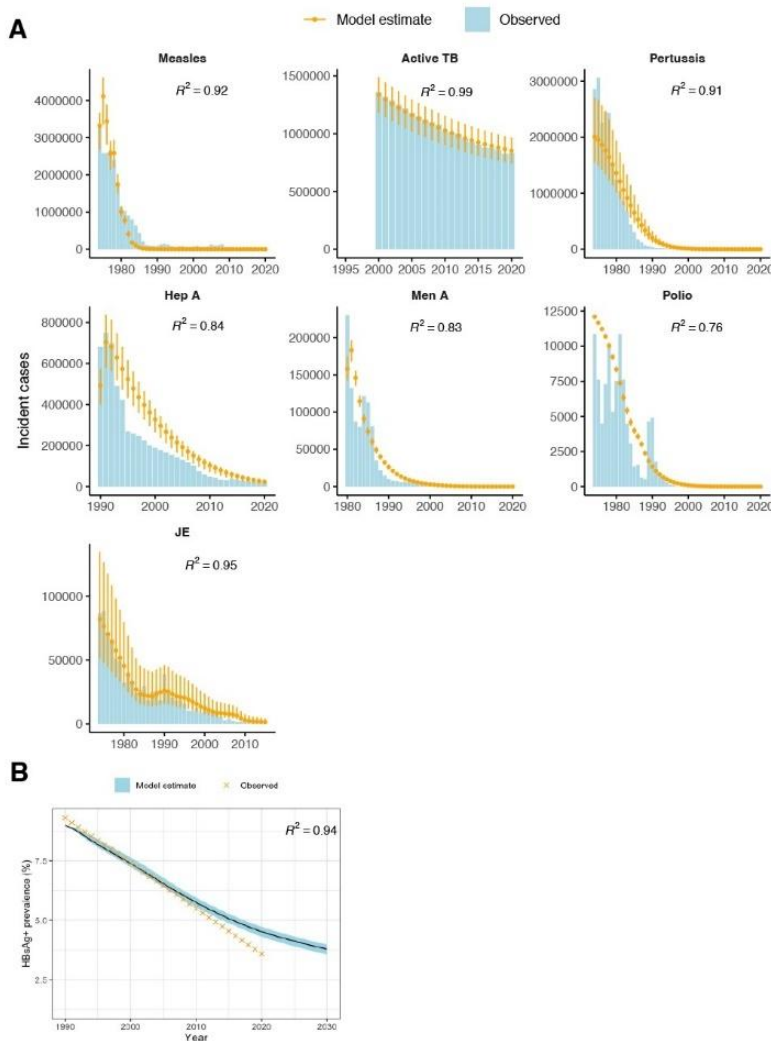 Model estimate Observed
A
Measles Active TB Pertussis
R² = 0.92 R² = 0.99 R² = 0.91
4000000
3000000
2000000
1000000
0
1980 1990 2000 2010 2020
1500000
1000000
500000
0
1995 2000 2005 2010 2015 2020
3000000
2000000
1000000
0
1980 1990 2000 2010 2020
Incident cases
Hep A Men A Polio
R² = 0.84 R² = 0.83 R² = 0.76
800000
600000
400000
200000
0
1990 2000 2010 2020
200000
150000
100000
50000
0
1980 1990 2000 2010 2020
12500
10000
7500
5000
2500
0
1980 1990 2000 2010 2020
JE
R² = 0.95
100000
50000
0
1980 1990 2000 2010
B
Model estimate Observed
R² = 0.94
HBsAg+ prevalence (%)
7.5
5.0
2.5
1990 2000 2010 2020 2030
Year